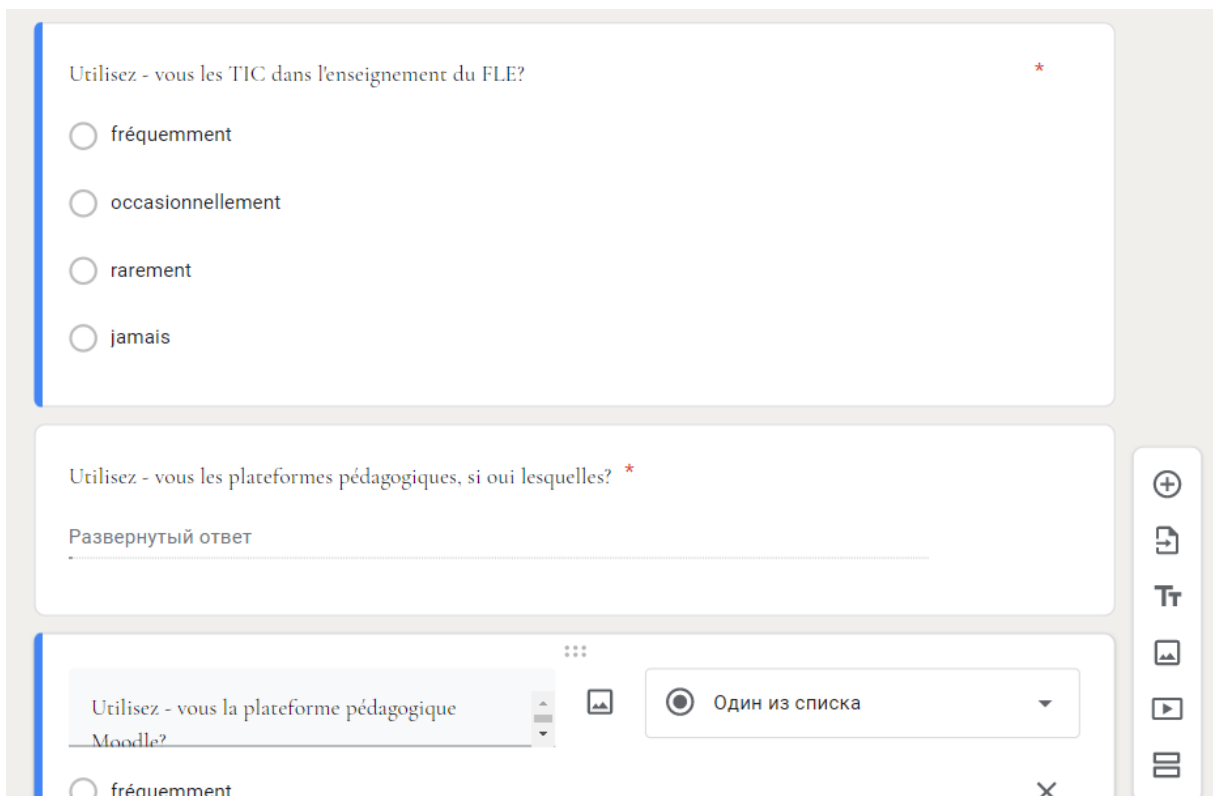 Utilisez - vous les TIC dans l'enseignement du FLE? *
fréquemment
occasionnellement
rarement
jamais
Utilisez - vous les plateformes pédagogiques, si oui lesquelles? *
Развернутый ответ
Utilisez - vous la plateforme pédagogique
Moodle?
Один из списка
fréquemment